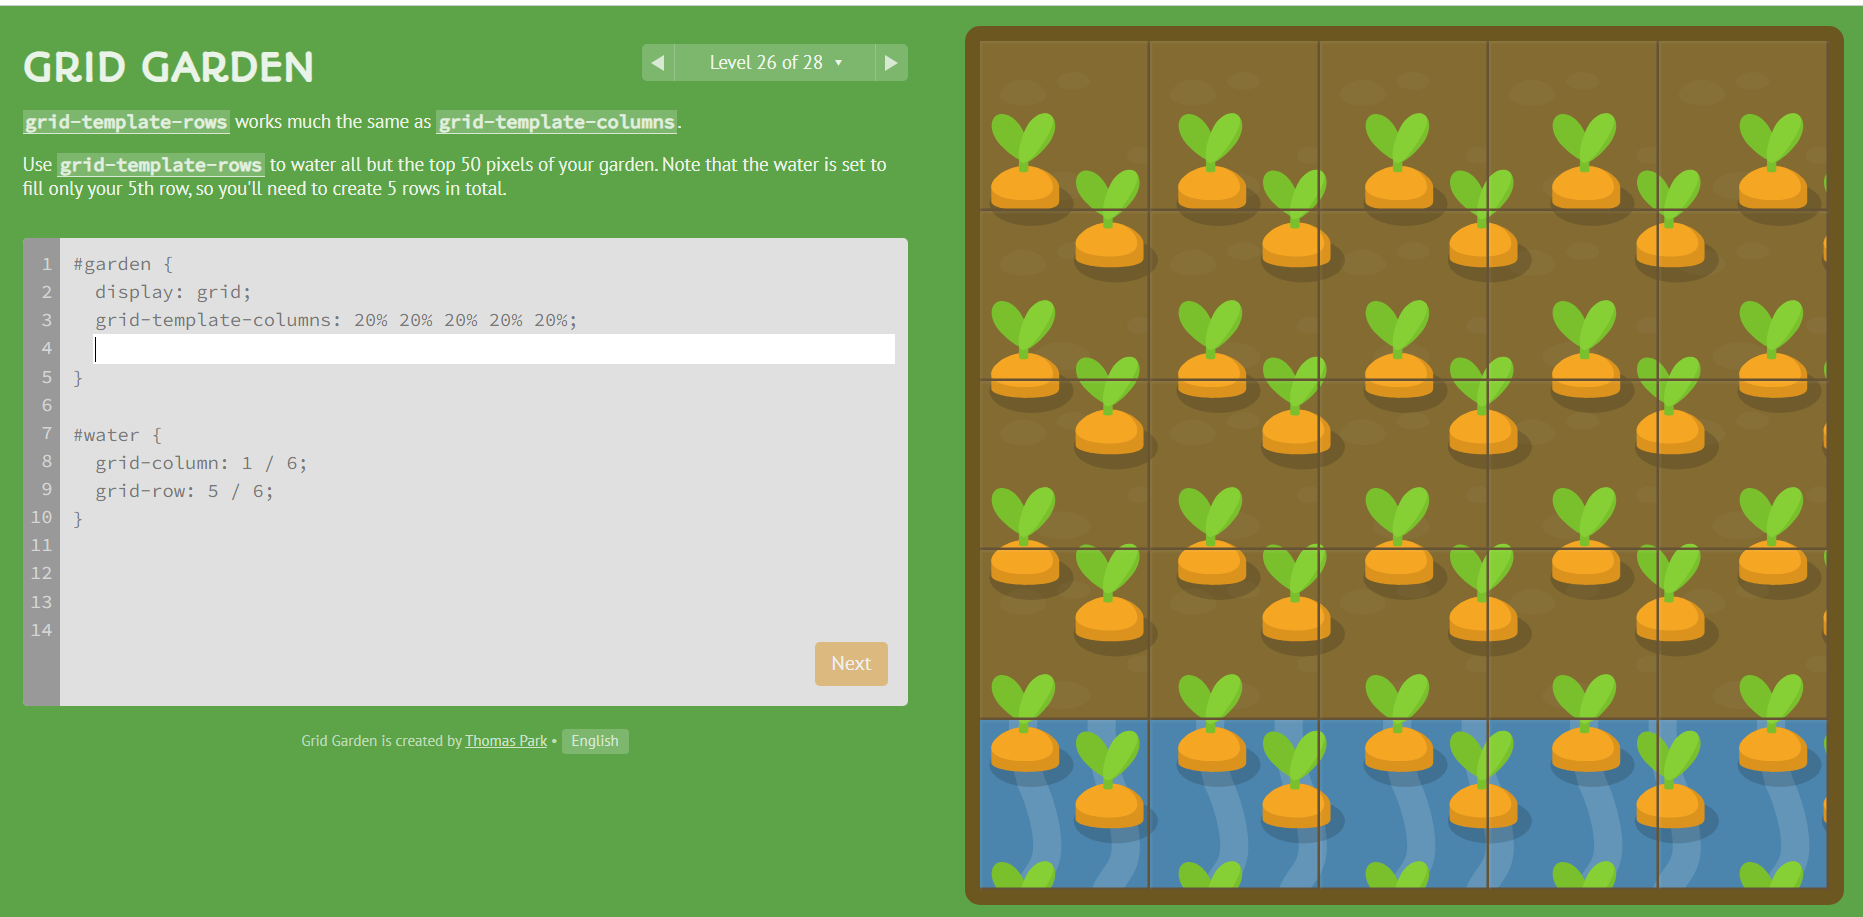 GRID GARDEN
◀ Level 26 of 28 ▾ ▶
grid-template-rows works much the same as grid-template-columns.
Use grid-template-rows to water all but the top 50 pixels of your garden. Note that the water is set to
fill only your 5th row, so you'll need to create 5 rows in total.
1 #garden {
2 display: grid;
3 grid-template-columns: 20% 20% 20% 20% 20%;
4
5 }
6
7 #water {
8 grid-column: 1 / 6;
9 grid-row: 5 / 6;
10 }
11
12
13
14
Next
Grid Garden is created by Thomas Park • English